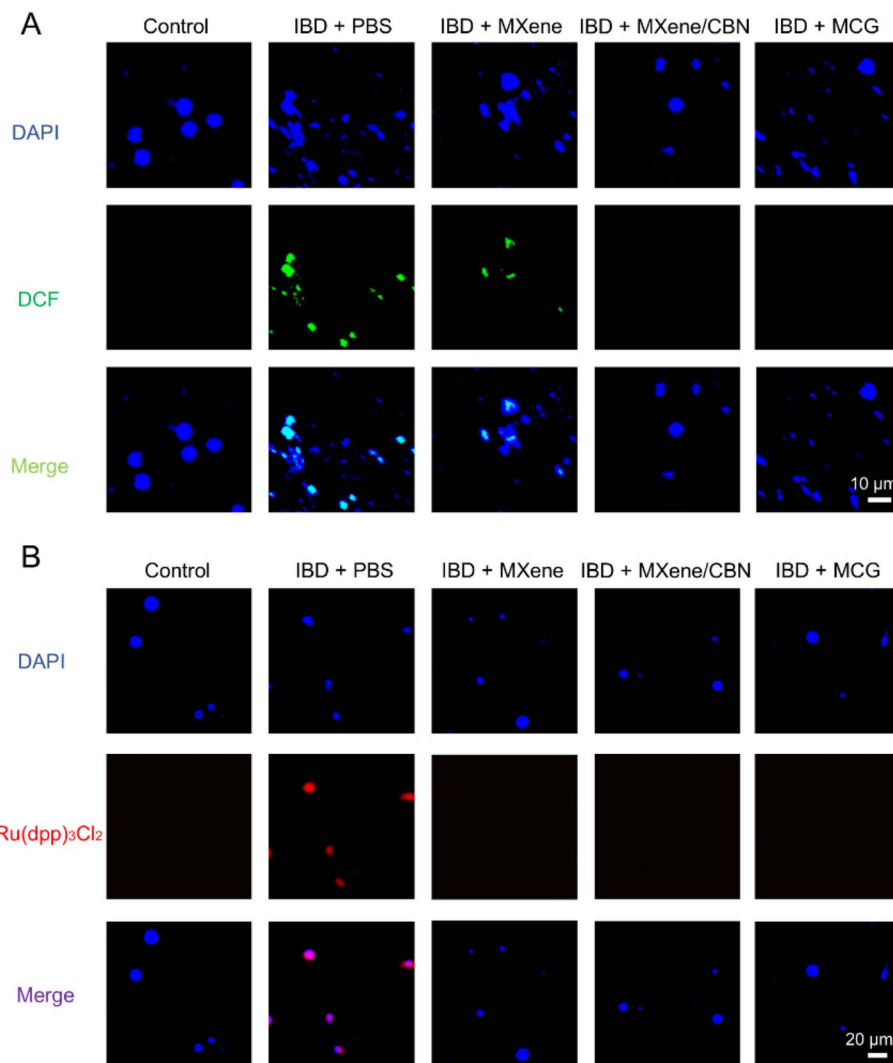 A
Control IBD + PBS IBD + MXene IBD + MXene/CBN IBD + MCG
DAPI
DCF
Merge
10 μm
B
Control IBD + PBS IBD + MXene IBD + MXene/CBN IBD + MCG
DAPI
Ru(dpp)₃Cl₂
Merge
20 μm